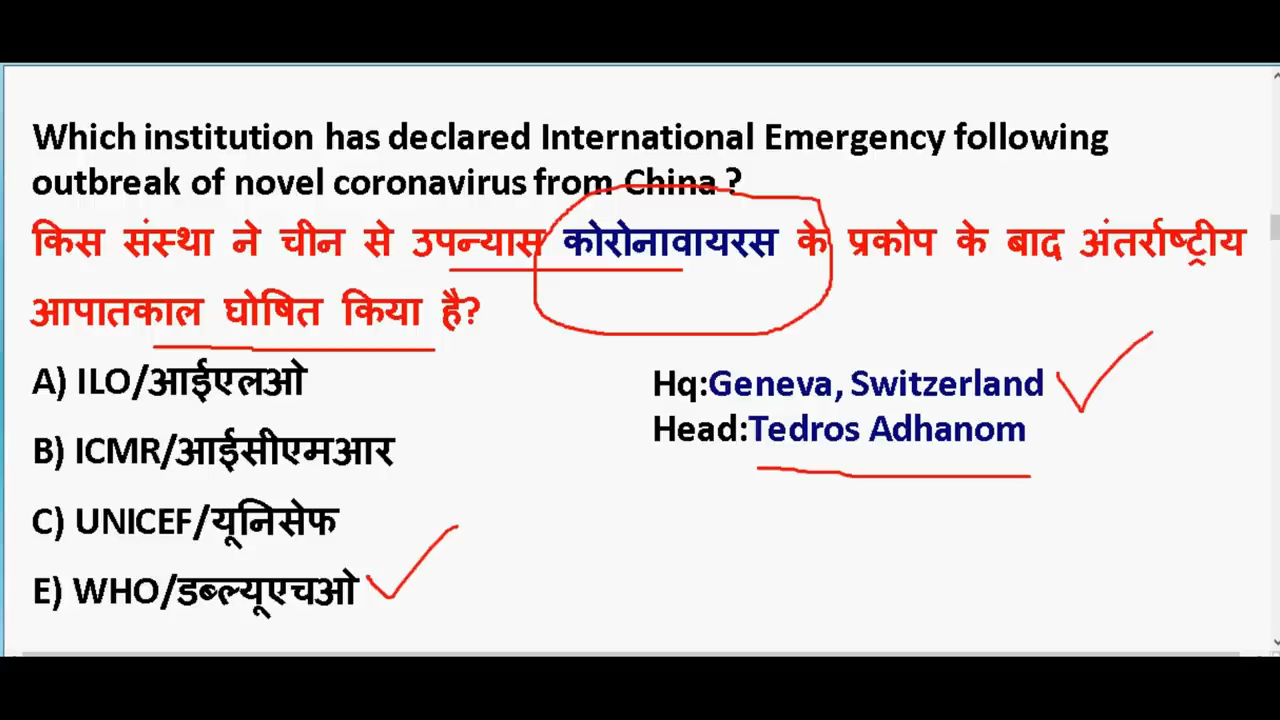 Which institution has declared International Emergency following
outbreak of novel coronavirus from China ?
किस संस्था ने चीन से उपन्यास कोरोनावायरस के प्रकोप के बाद अंतर्राष्ट्रीय
आपातकाल घोषित किया है?
A) ILO/आईएलओ
B) ICMR/आईसीएमआर
C) UNICEF/यूनिसेफ
E) WHO/डब्ल्यूएचओ
Hq:Geneva, Switzerland
Head:Tedros Adhanom